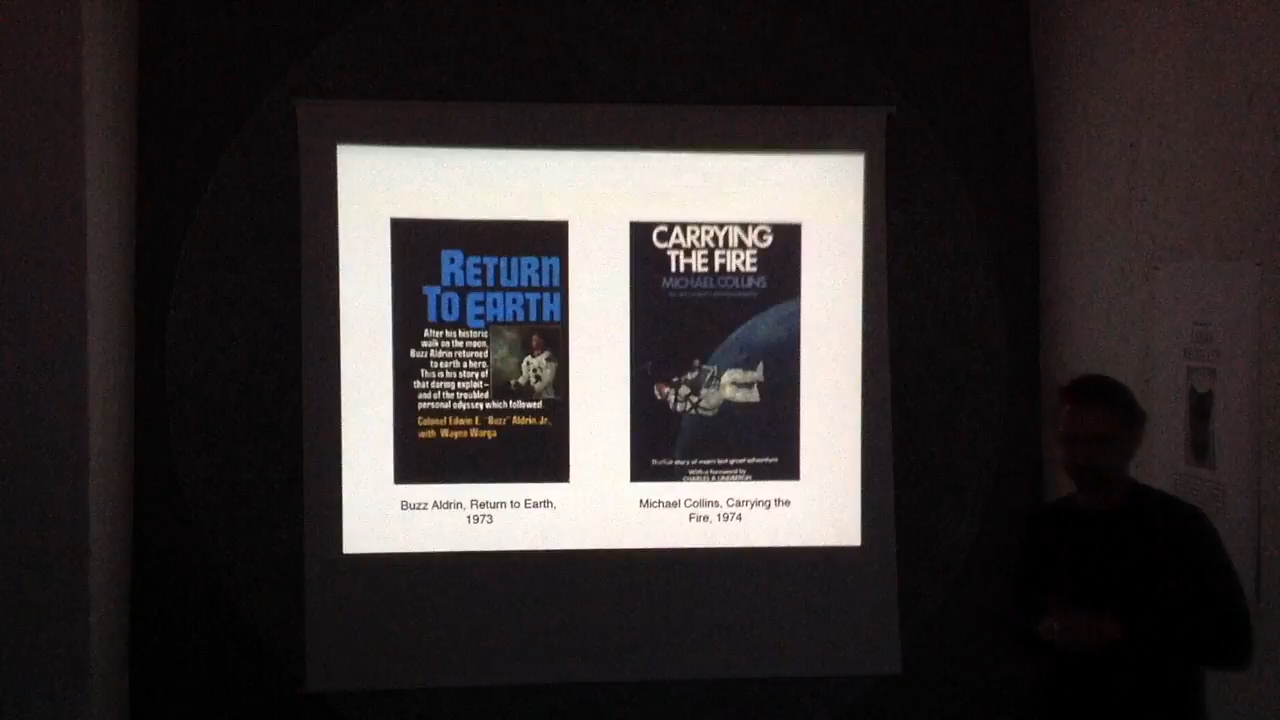 RETURN
TO EARTH
After his historic
walk on the moon,
Buzz Aldrin returned
to earth a hero.
This is his story of
that daring exploit—
and of the troubled
personal odyssey which followed.
Colonel Edwin E. "Buzz" Aldrin, Jr.,
with Wayne Warga
Buzz Aldrin, Return to Earth,
1973
CARRYING
THE FIRE
MICHAEL COLLINS
With a foreword by
CHARLES A LINDBERGH
Michael Collins, Carrying the
Fire, 1974